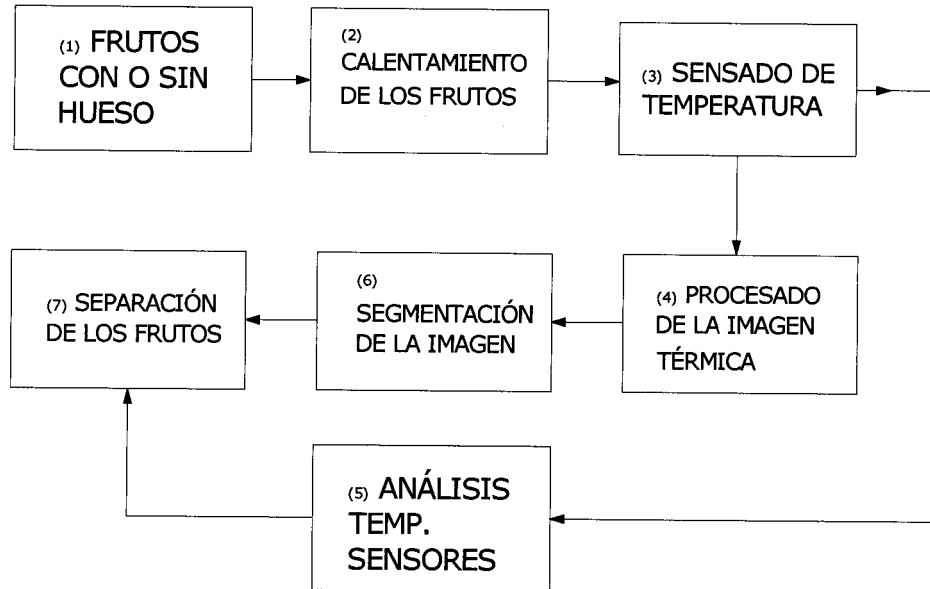 (1) FRUTOS
CON O SIN
HUESO
(2)
CALENTAMIENTO
DE LOS FRUTOS
(3) SENSADO DE
TEMPERATURA
(4) PROCESADO
DE LA IMAGEN
TÉRMICA
(6)
SEGMENTACIÓN
DE LA IMAGEN
(7) SEPARACIÓN
DE LOS FRUTOS
(5) ANÁLISIS
TEMP.
SENSORES